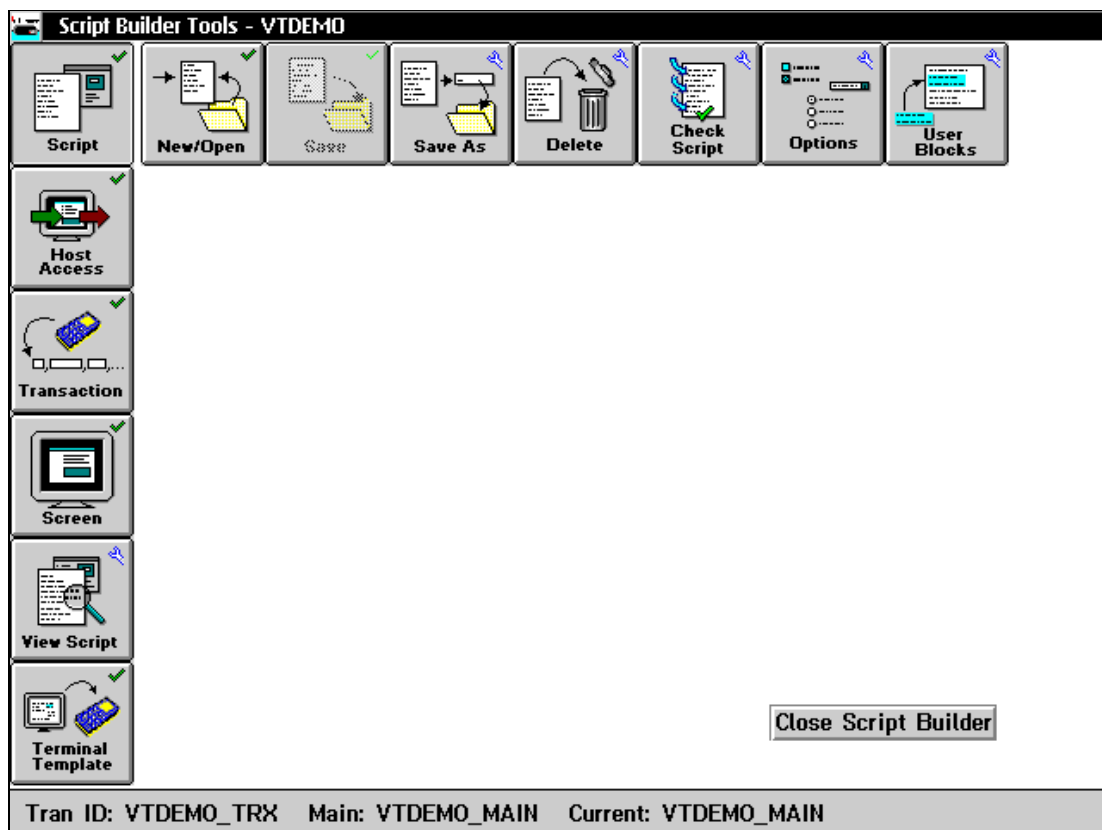 Script Builder Tools - VTDEMO
Script
New/Open
Save
Save As
Delete
Check
Script
Options
User
Blocks
Host
Access
Transaction
Screen
View Script
Terminal
Template
Close Script Builder
Tran ID: VTDEMO_TRX Main: VTDEMO_MAIN Current: VTDEMO_MAIN